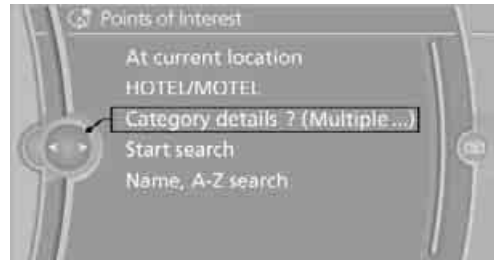 Points of Interest
At current location
HOTEL/MOTEL
Category details ? (Multiple ...)
Start search
Name, A-Z search